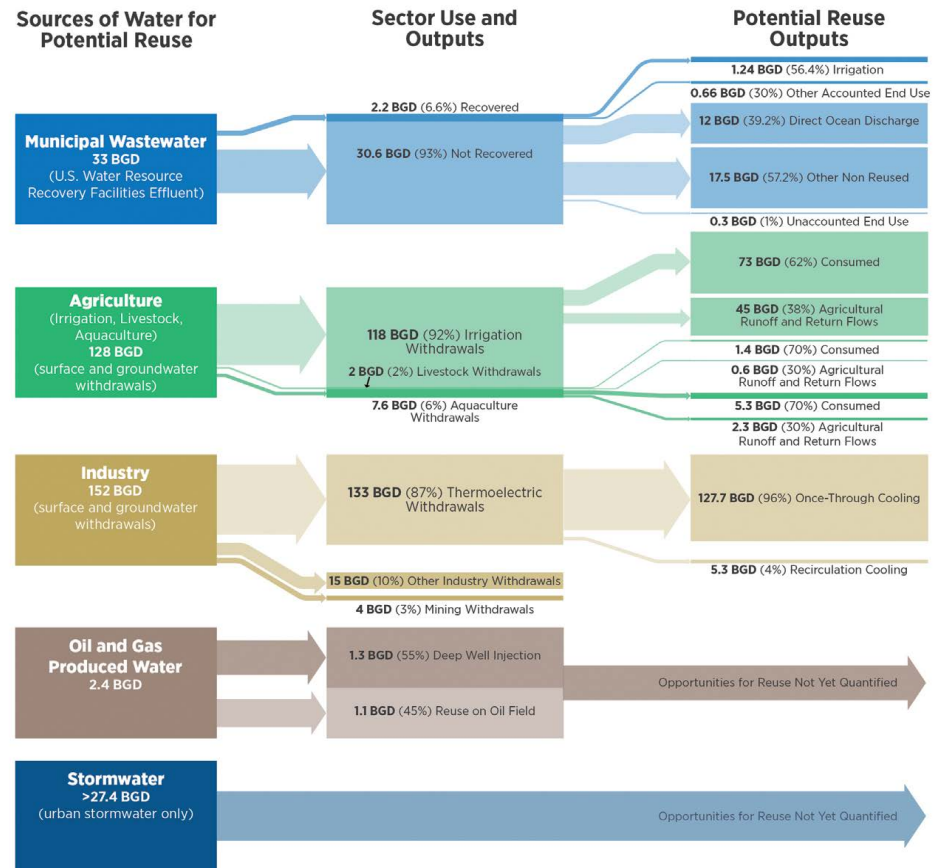 Sources of Water for
Potential Reuse
Sector Use and
Outputs
Potential Reuse
Outputs
Municipal Wastewater
33 BGD
(U.S. Water Resource
Recovery Facilities Effluent)
2.2 BGD (6.6%) Recovered
30.6 BGD (93%) Not Recovered
1.24 BGD (56.4%) Irrigation
0.66 BGD (30%) Other Accounted End Use
12 BGD (39.2%) Direct Ocean Discharge
17.5 BGD (57.2%) Other Non Reused
0.3 BGD (1%) Unaccounted End Use
Agriculture
(Irrigation, Livestock,
Aquaculture)
128 BGD
(surface and groundwater
withdrawals)
118 BGD (92%) Irrigation
Withdrawals
2 BGD (2%) Livestock Withdrawals
7.6 BGD (6%) Aquaculture
Withdrawals
73 BGD (62%) Consumed
45 BGD (38%) Agricultural
Runoff and Return Flows
1.4 BGD (70%) Consumed
0.6 BGD (30%) Agricultural
Runoff and Return Flows
5.3 BGD (70%) Consumed
2.3 BGD (30%) Agricultural
Runoff and Return Flows
Industry
152 BGD
(surface and groundwater
withdrawals)
133 BGD (87%) Thermoelectric
Withdrawals
15 BGD (10%) Other Industry Withdrawals
4 BGD (3%) Mining Withdrawals
127.7 BGD (96%) Once-Through Cooling
5.3 BGD (4%) Recirculation Cooling
Oil and Gas
Produced Water
2.4 BGD
1.3 BGD (55%) Deep Well Injection
1.1 BGD (45%) Reuse on Oil Field
Opportunities for Reuse Not Yet Quantified
Stormwater
>27.4 BGD
(urban stormwater only)
Opportunities for Reuse Not Yet Quantified